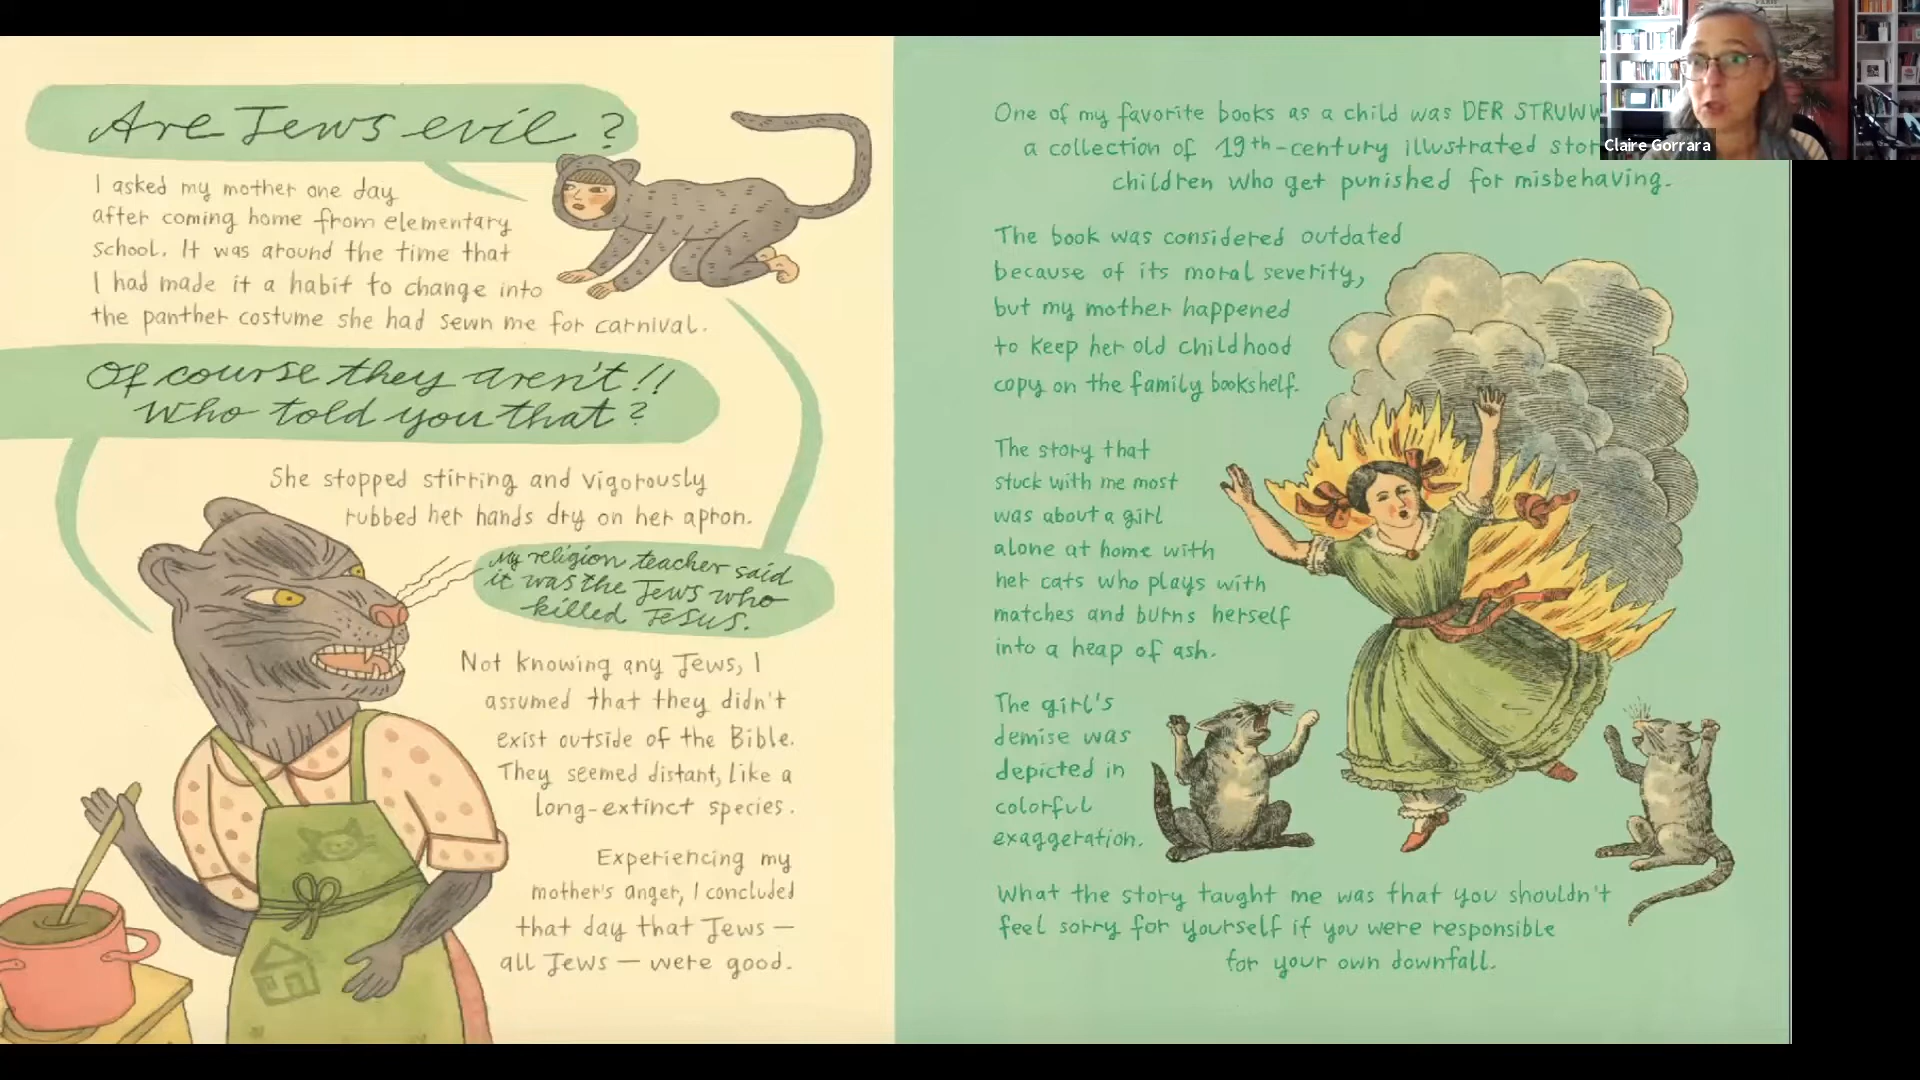 Are Jews evil?
I asked my mother one day
after coming home from elementary
school. It was around the time that
I had made it a habit to change into
the panther costume she had sewn me for carnival.
Of course they aren't!!
Who told you that?
She stopped stirring and vigorously
rubbed her hands dry on her apron.
My religion teacher said
it was the Jews who
killed Jesus.
Not knowing any Jews, I
assumed that they didn't
exist outside of the Bible.
They seemed distant, like a
long-extinct species.
Experiencing my
mother's anger, I concluded
that day that Jews —
all Jews — were good.
One of my favorite books as a child was DER
a collection of 19th-century illustrated
children who get punished for misbehaving.
The book was considered outdated
because of its moral severity,
but my mother happened
to keep her old childhood
copy on the family bookshelf.
The story that
stuck with me most
was about a girl
alone at home with
her cats who plays with
matches and burns herself
into a heap of ash.
The girl's
demise was
depicted in
colorful
exaggeration.
What the story taught me was that you shouldn't
feel sorry for yourself if you were responsible
for your own downfall.
Claire Gorrara